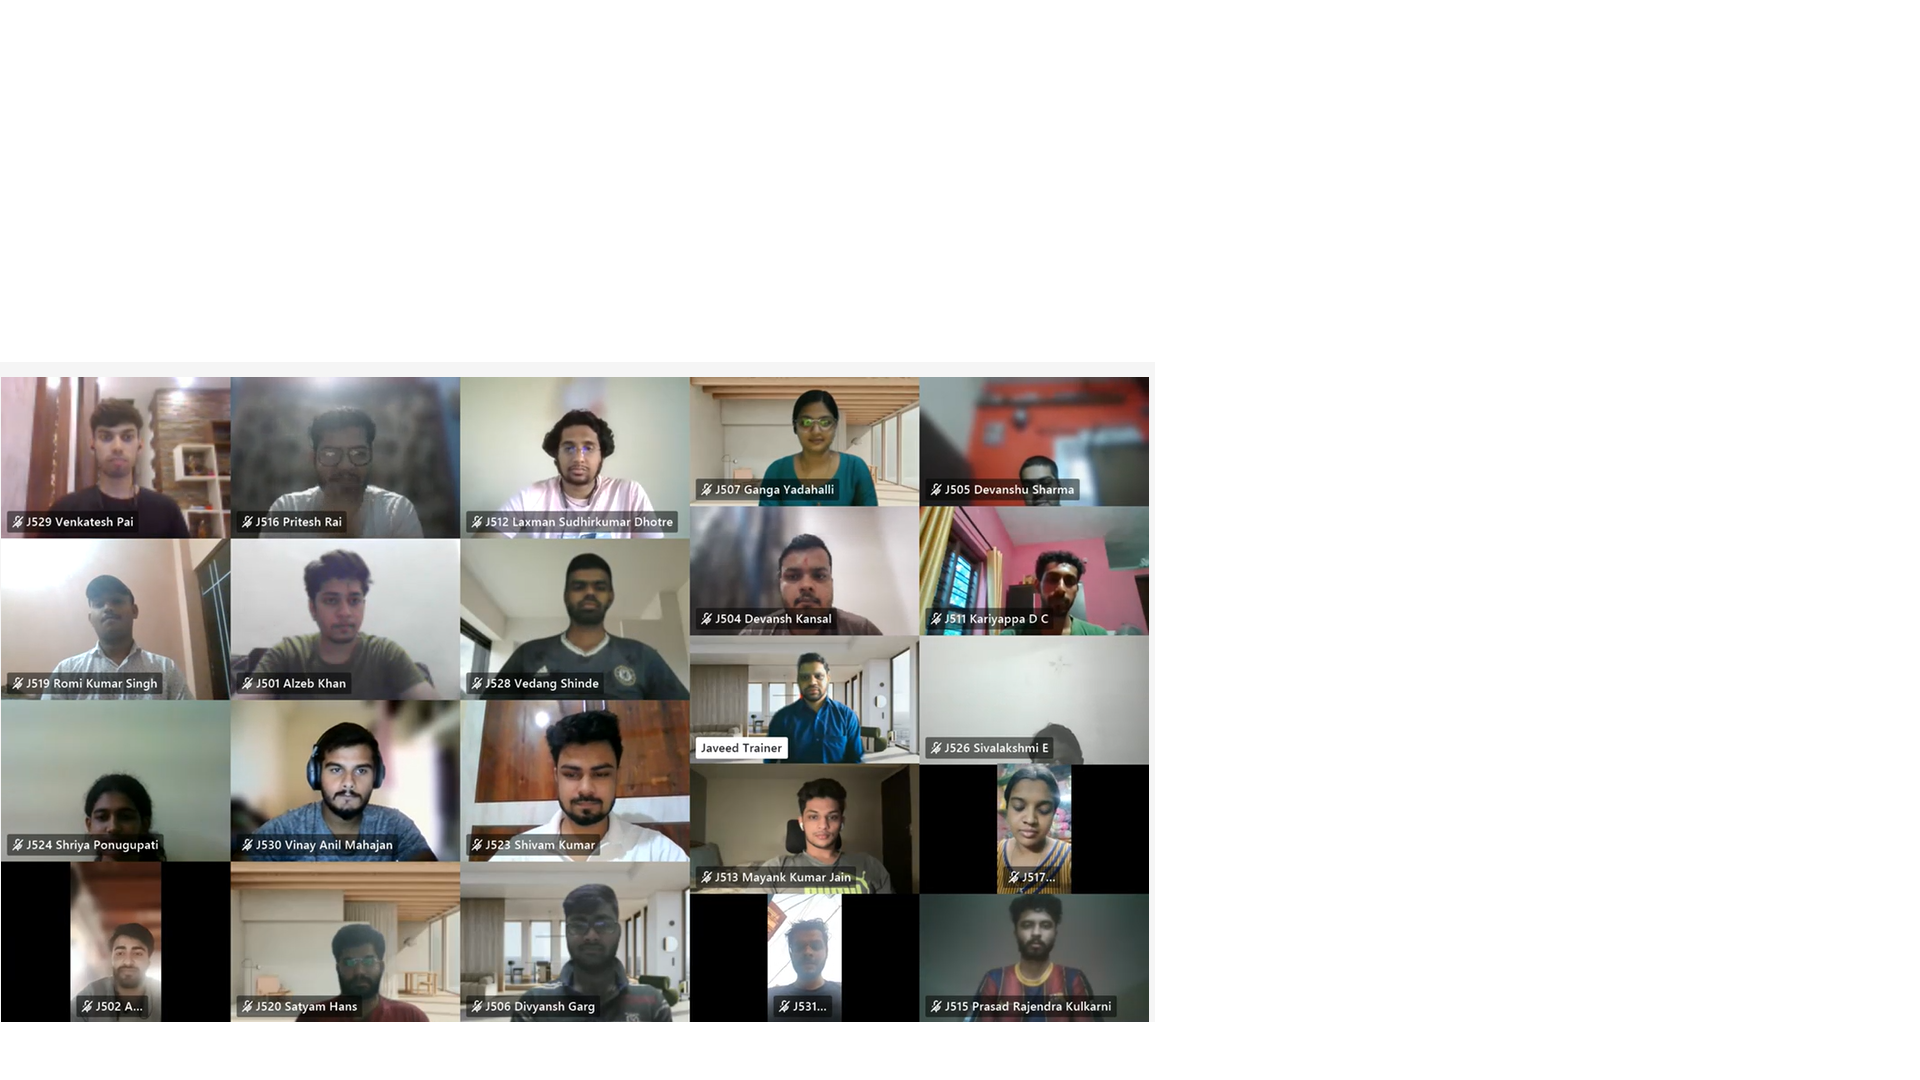 J529 Venkatesh Pai
J516 Pritesh Rai
J512 Laxman Sudhirkumar Dhotre
J507 Ganga Yadahalli
J505 Devanshu Sharma
J504 Devansh Kansal
J511 Kariyappa D C
J519 Romi Kumar Singh
J501 Alzeb Khan
J528 Vedang Shinde
Javeed Trainer
J526 Sivalakshmi E
J524 Shriya Ponugupati
J530 Vinay Anil Mahajan
J523 Shivam Kumar
J513 Mayank Kumar Jain
J517...
J502 A...
J520 Satyam Hans
J506 Divyansh Garg
J531...
J515 Prasad Rajendra Kulkarni